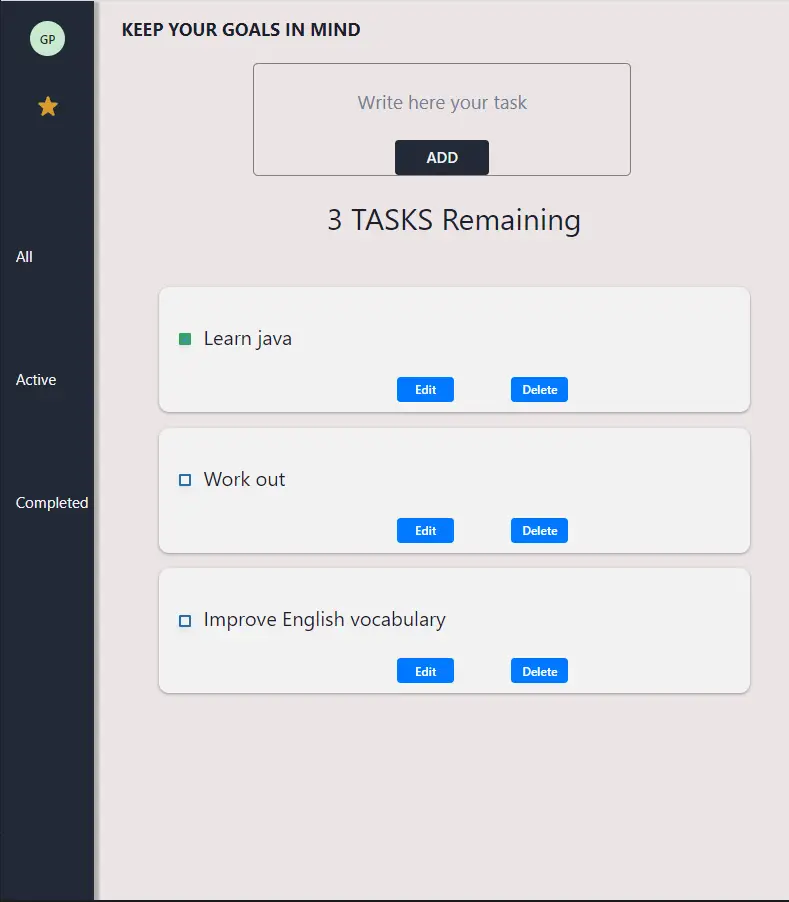 GP
All
Active
Completed
KEEP YOUR GOALS IN MIND
Write here your task
ADD
3 TASKS Remaining
Learn java
Edit
Delete
Work out
Edit
Delete
Improve English vocabulary
Edit
Delete